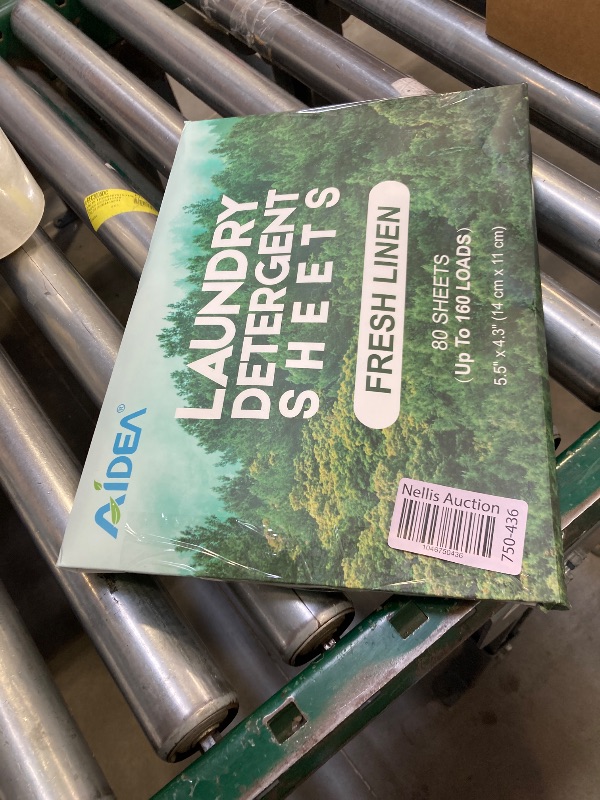 AIDEA®
LAUNDRY
DETERGENT
SHEETS
FRESH LINEN
80 SHEETS
(Up To 160 LOADS)
5.5" x 4.3" (14 cm x 11 cm)
Nellis Auction
1048750436
750-436